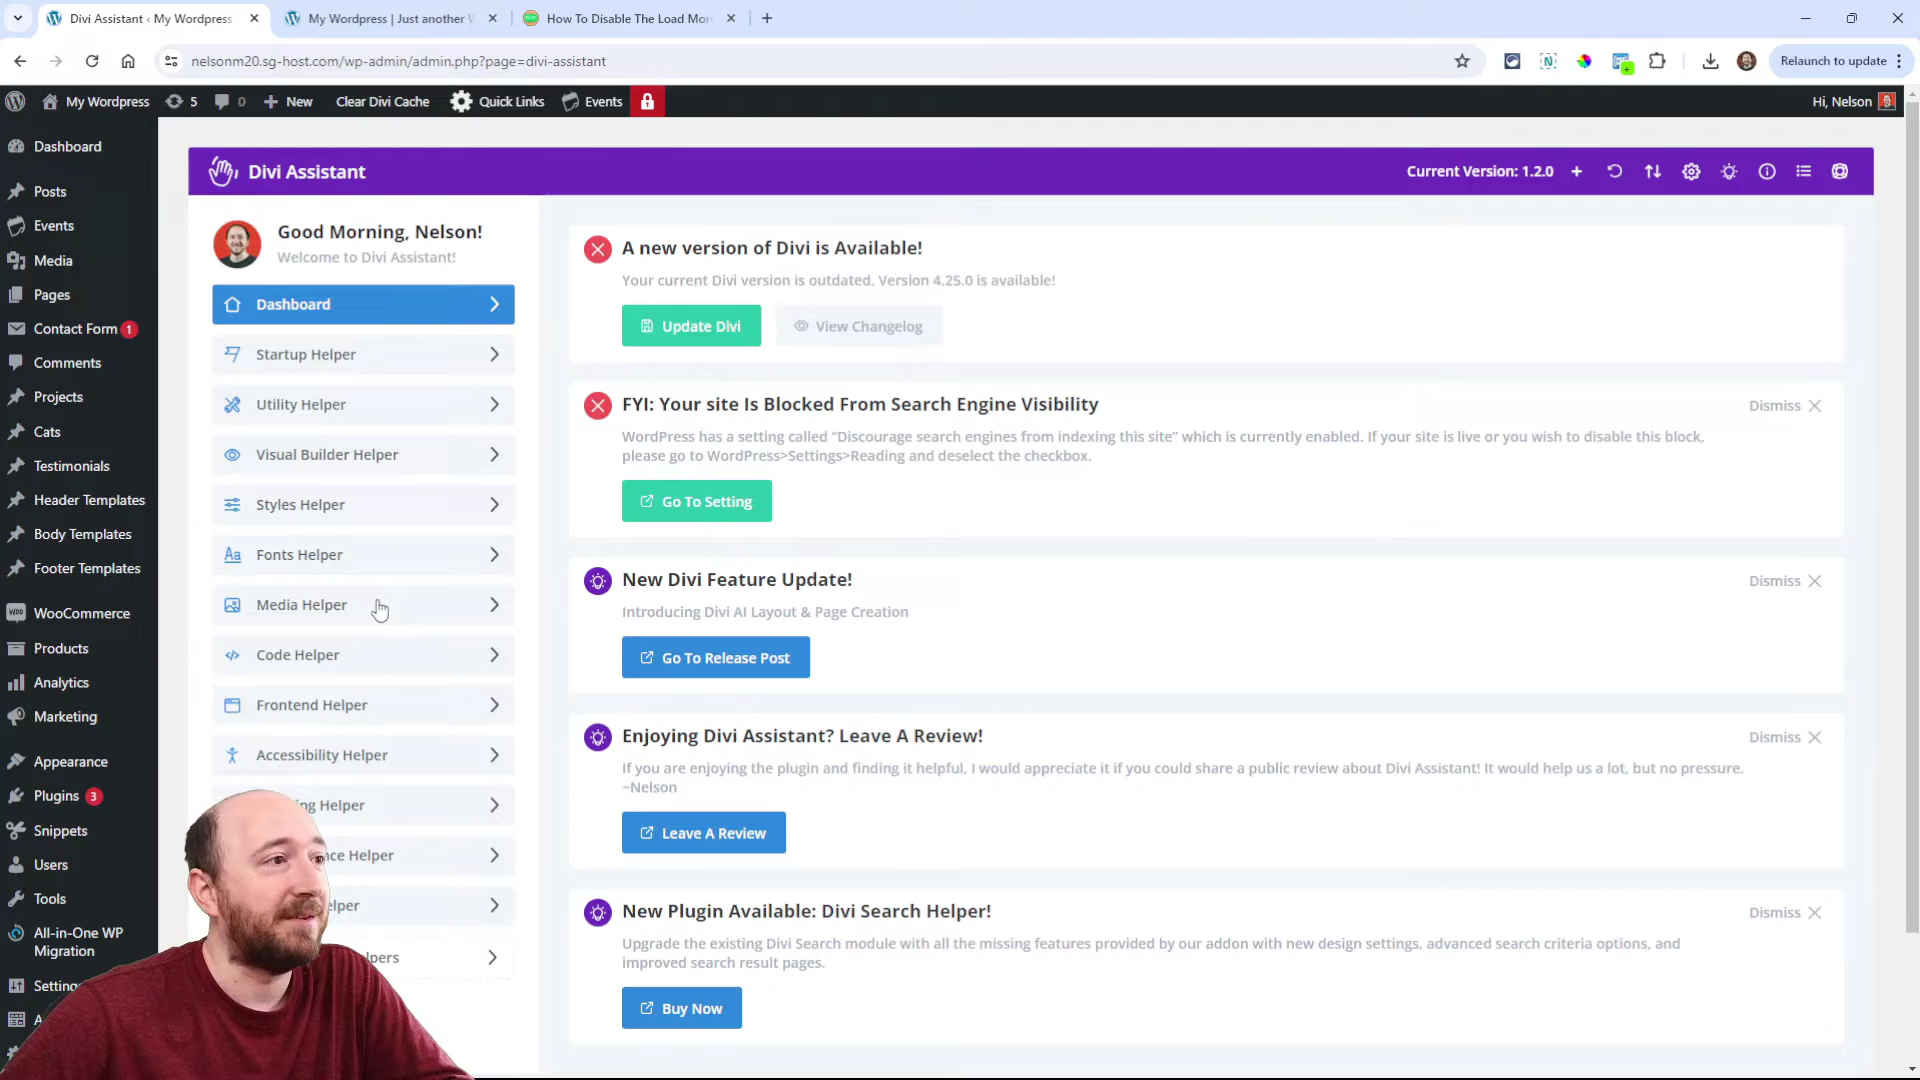 Divi Assistant ‹ My Wordpress
My Wordpress | Just another
How To Disable The Load Mor
nelsonm20.sg-host.com/wp-admin/admin.php?page=divi-assistant
Relaunch to update
My Wordpress 5 0 New Clear Divi Cache Quick Links Events
Hi, Nelson
Dashboard
Posts
Events
Media
Pages
Contact Form 1
Comments
Projects
Cats
Testimonials
Header Templates
Body Templates
Footer Templates
WOO WooCommerce
Products
Analytics
Marketing
Appearance
Plugins 3
Snippets
Users
Tools
All-in-One WP
Migration
Divi Assistant
Current Version: 1.2.0
Good Morning, Nelson!
Welcome to Divi Assistant!
Dashboard
Startup Helper
Utility Helper
Visual Builder Helper
Styles Helper
Aa Fonts Helper
Media Helper
Code Helper
Frontend Helper
Accessibility Helper
Helper
Helper
A new version of Divi is Available!
Your current Divi version is outdated. Version 4.25.0 is available!
Update Divi
View Changelog
FYI: Your site Is Blocked From Search Engine Visibility
Dismiss
WordPress has a setting called "Discourage search engines from indexing this site" which is currently enabled. If your site is live or you wish to disable this block,
please go to WordPress>Settings>Reading and deselect the checkbox.
Go To Setting
New Divi Feature Update!
Dismiss
Introducing Divi AI Layout & Page Creation
Go To Release Post
Enjoying Divi Assistant? Leave A Review!
Dismiss
If you are enjoying the plugin and finding it helpful, I would appreciate it if you could share a public review about Divi Assistant! It would help us a lot, but no pressure.
~Nelson
Leave A Review
New Plugin Available: Divi Search Helper!
Dismiss
Upgrade the existing Divi Search module with all the missing features provided by our addon with new design settings, advanced search criteria options, and
improved search result pages.
Buy Now